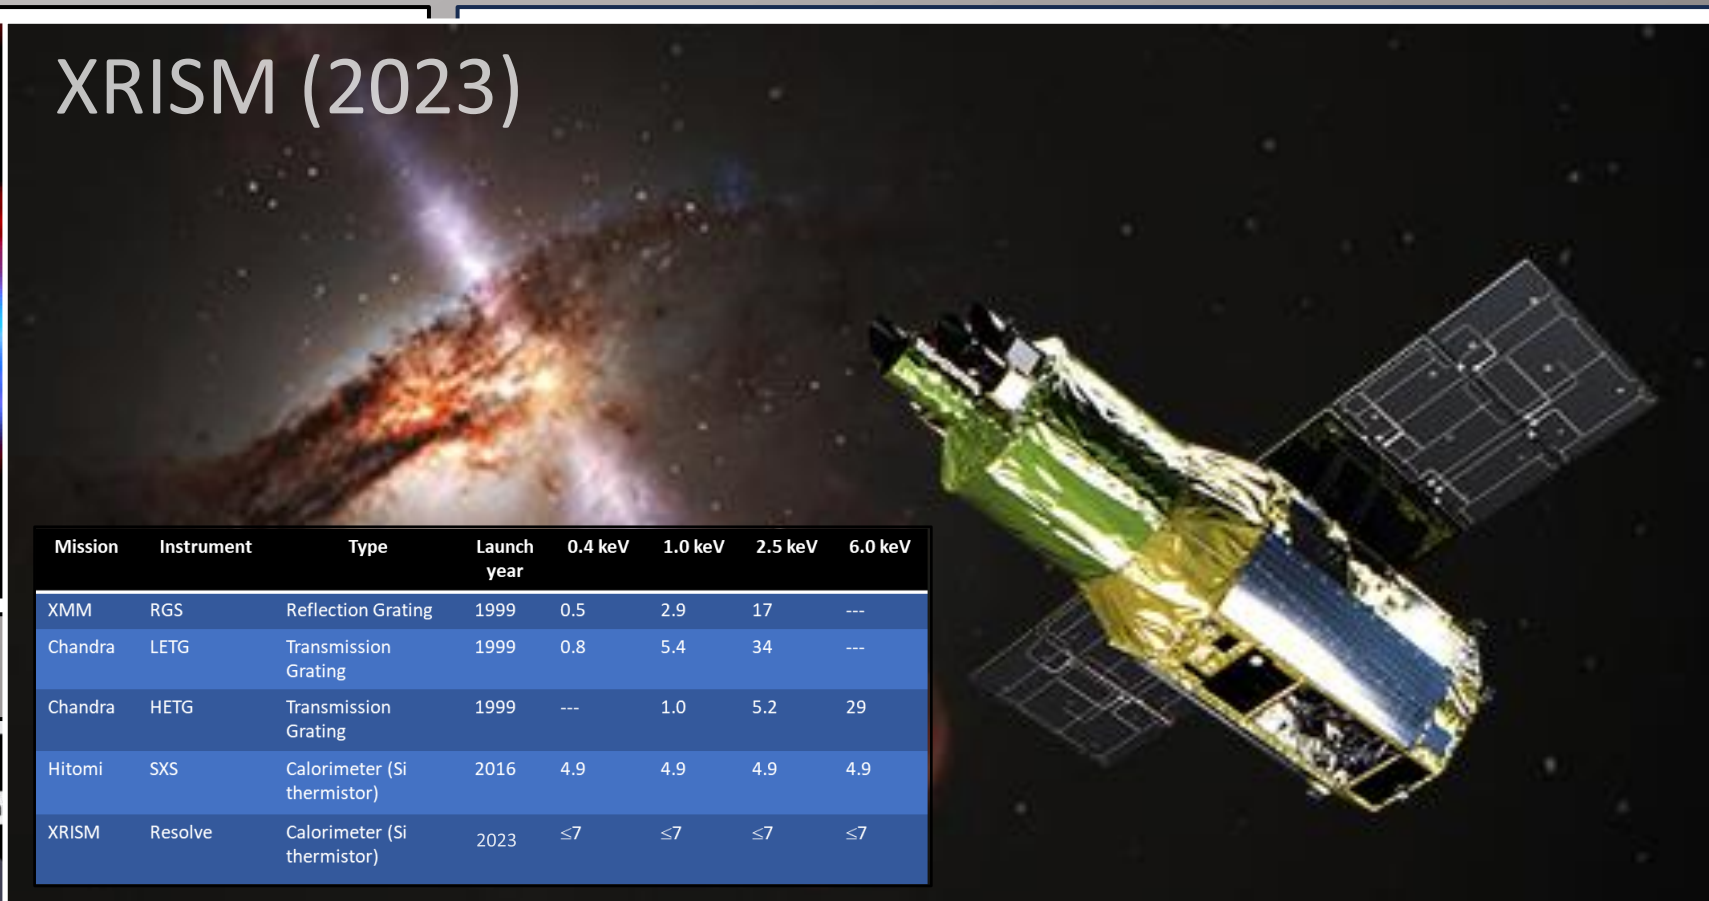 XRISM (2023)
Mission Instrument Type Launch year 0.4 keV 1.0 keV 2.5 keV 6.0 keV
XMM RGS Reflection Grating 1999 0.5 2.9 17 ---
Chandra LETG Transmission Grating 1999 0.8 5.4 34 ---
Chandra HETG Transmission Grating 1999 --- 1.0 5.2 29
Hitomi SXS Calorimeter (Si thermistor) 2016 4.9 4.9 4.9 4.9
XRISM Resolve Calorimeter (Si thermistor) 2023 ≤7 ≤7 ≤7 ≤7